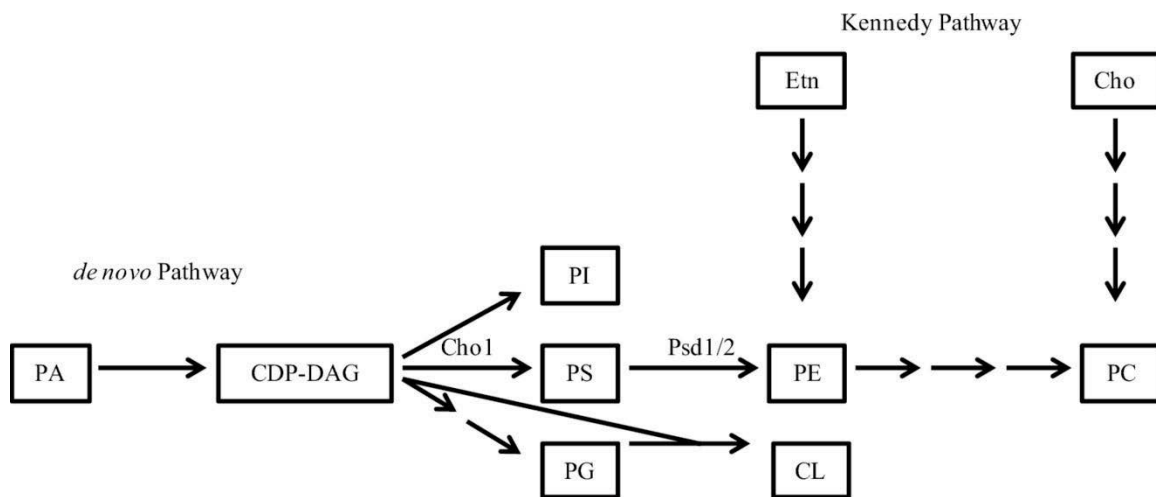 Kennedy Pathway
Etn
Cho
de novo Pathway
PI
Cho1
Psd1/2
PA
CDP-DAG
PS
PE
PC
PG
CL